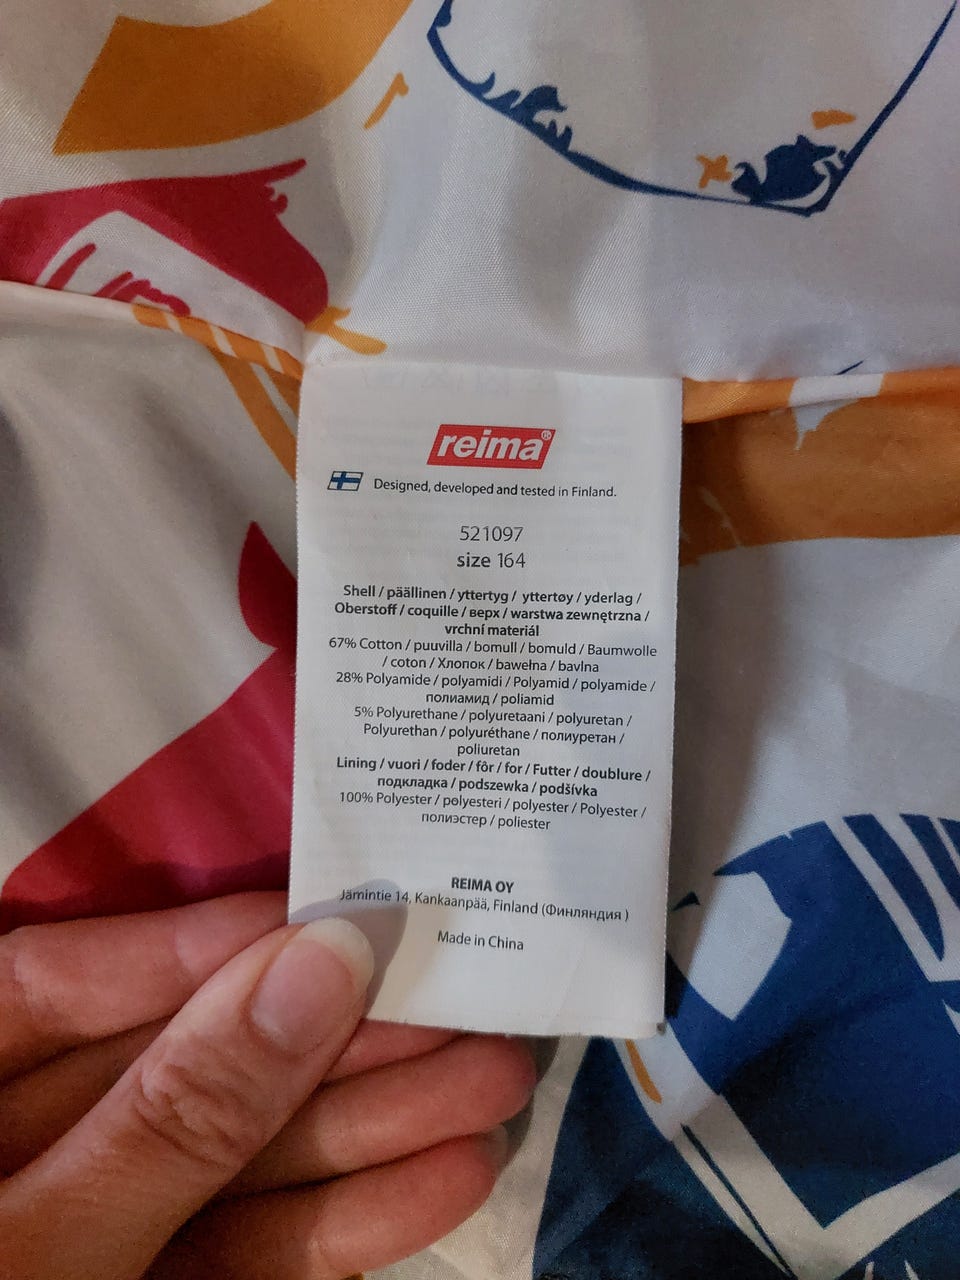 reima®
Designed, developed and tested in Finland.
521097
size 164
Shell / päällinen / yttertyg / yttertøy / yderlag /
Oberstoff / coquille / верх / warstwa zewnętrzna /
vrchní materiál
67% Cotton / puuvilla / bomull / bomuld / Baumwolle
/ coton / Хлопок / bawełna / bavlna
28% Polyamide / polyamidi / Polyamid / polyamide /
полиамид / poliamid
5% Polyurethane / polyuretaani / polyuretan /
Polyurethan / polyuréthane / полиуретан /
poliuretan
Lining / vuori / foder / fôr / for / Futter / doublure /
подкладка / podszewka / podšívka
100% Polyester / polyesteri / polyester / Polyester /
полиэстер / poliester
REIMA OY
Jämintie 14, Kankaanpää, Finland (Финляндия )
Made in China